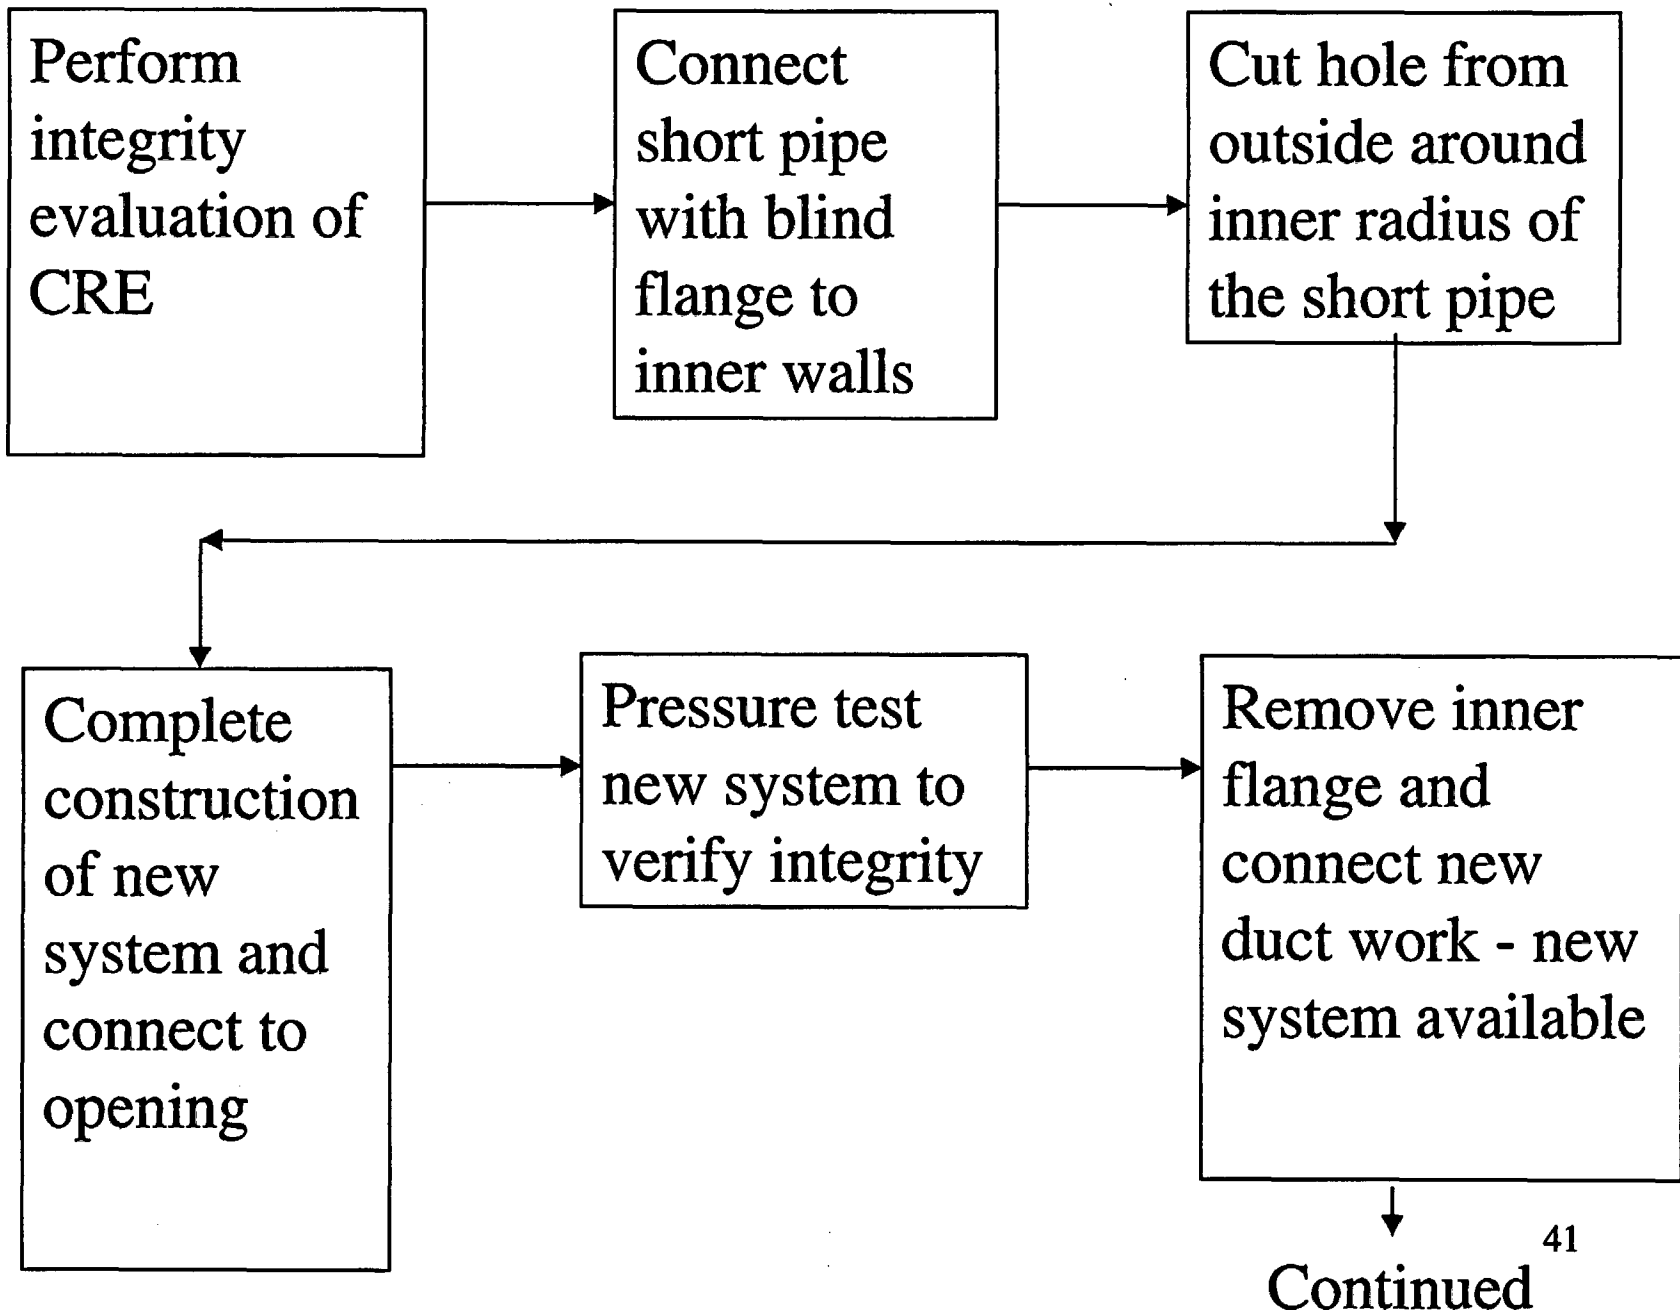 Perform
integrity
evaluation of
CRE
Connect
short pipe
with blind
flange to
inner walls
Cut hole from
outside around
inner radius of
the short pipe
Complete
construction
of new
system and
connect to
opening
Pressure test
new system to
verify integrity
Remove inner
flange and
connect new
duct work - new
system available
41
Continued